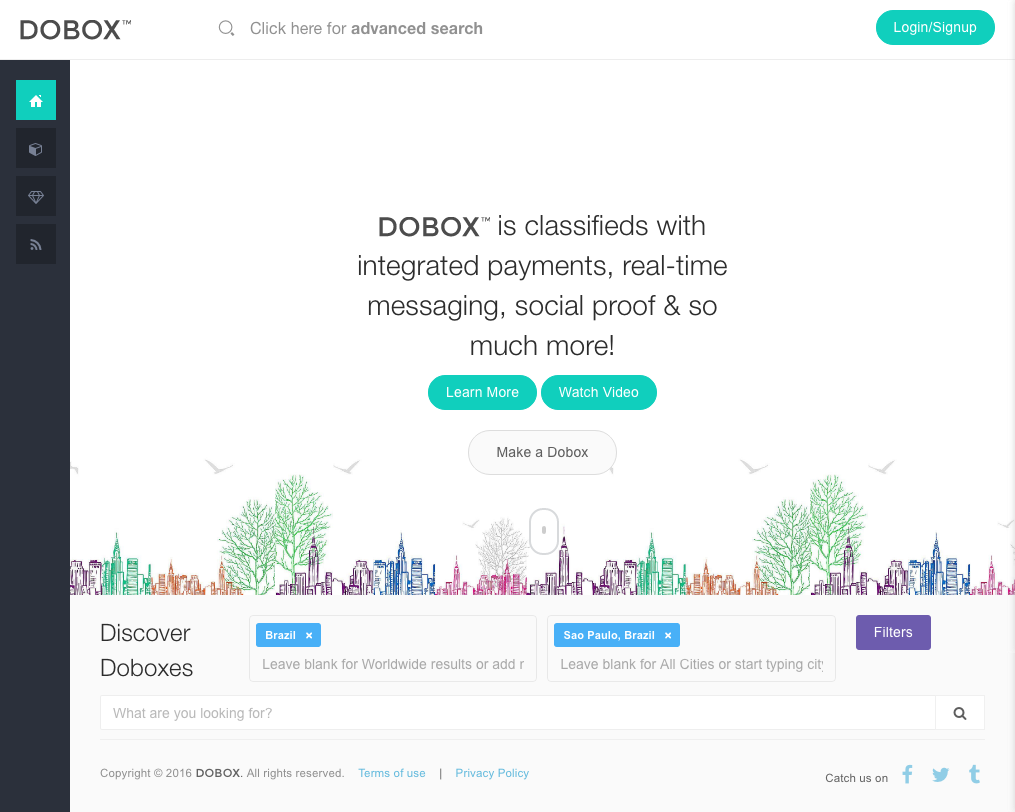 DOBOX™
Click here for advanced search
Login/Signup
DOBOX™ is classifieds with
integrated payments, real-time
messaging, social proof & so
much more!
Learn More
Watch Video
Make a Dobox
Discover
Doboxes
Brazil ×
Leave blank for Worldwide results or add
Sao Paulo, Brazil ×
Leave blank for All Cities or start typing
Filters
What are you looking for?
Copyright © 2016 DOBOX. All rights reserved. Terms of use | Privacy Policy
Catch us on